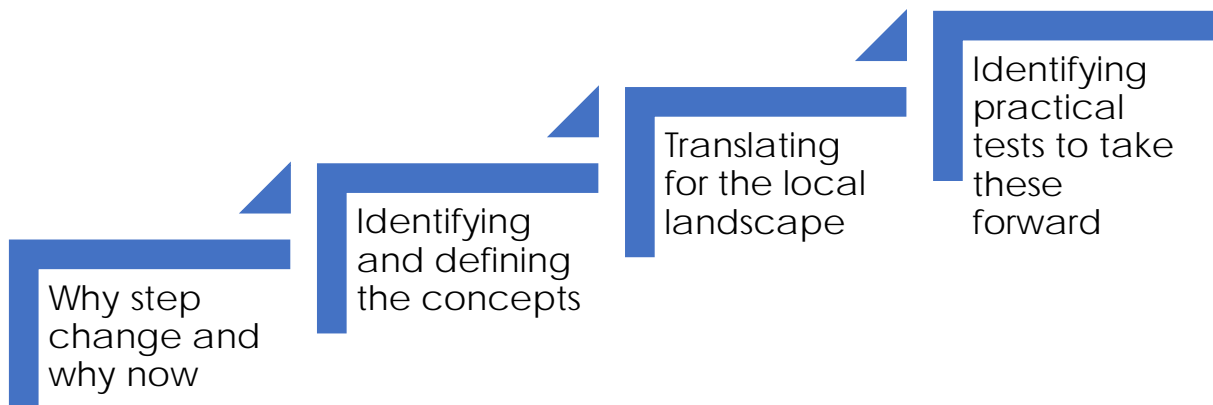 Why step
change and
why now
Identifying
and defining
the concepts
Translating
for the local
landscape
Identifying
practical
tests to take
these
forward